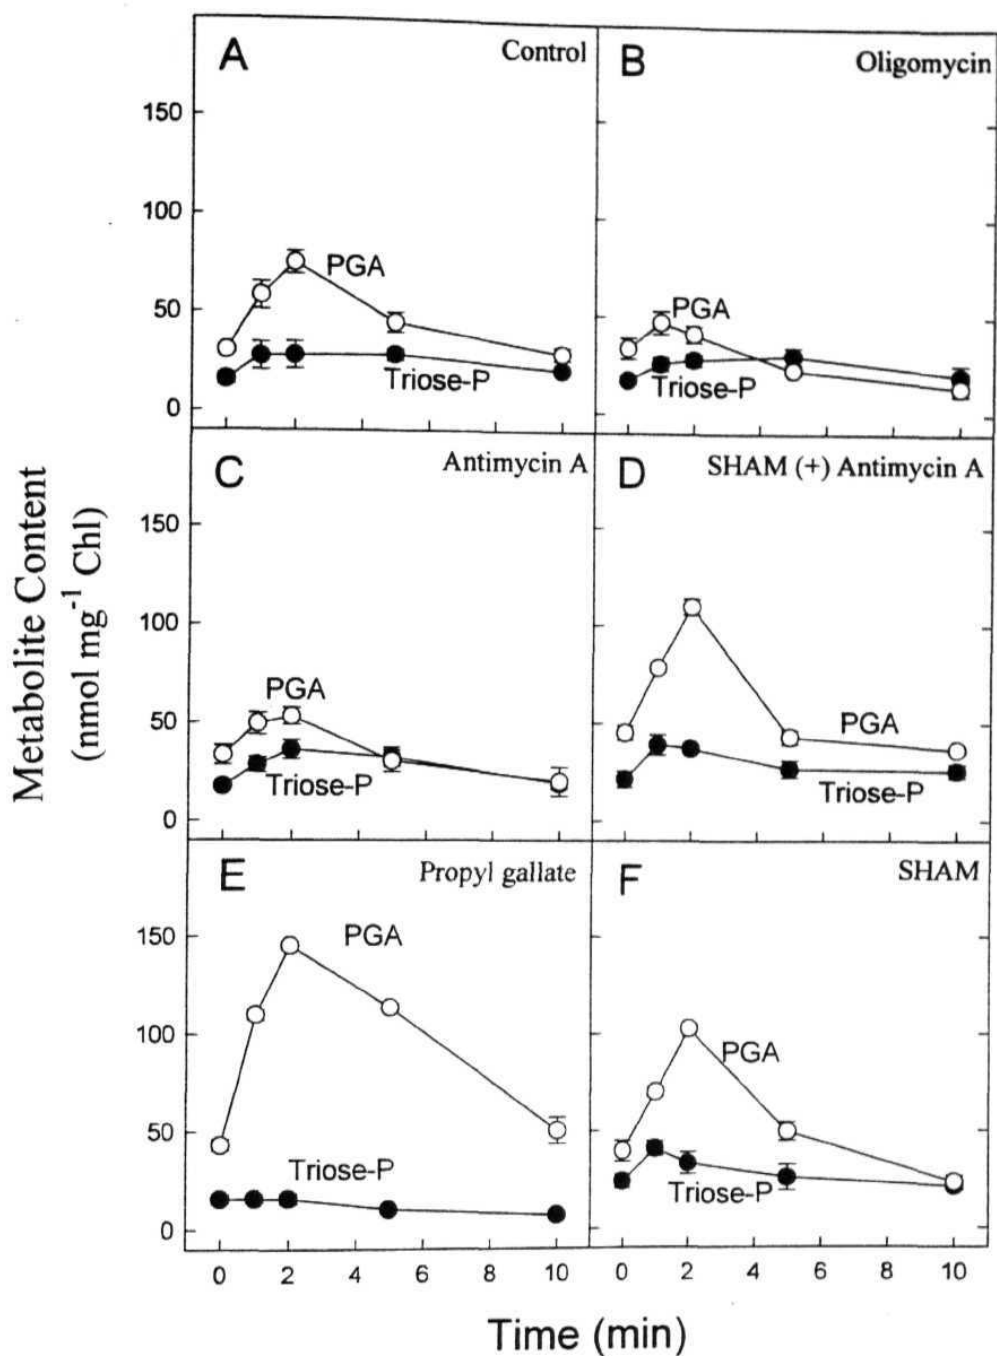 A
Control
B
Oligomycin
150
100
50
0
PGA
Triose-P
PGA
Triose-P
C
Antimycin A
D
SHAM (+) Antimycin A
150
100
50
0
PGA
Triose-P
PGA
Triose-P
E
Propyl gallate
F
SHAM
150
100
50
0
PGA
Triose-P
PGA
Triose-P
0 2 4 6 8 10
0 2 4 6 8 10
Metabolite Content
(nmol mg⁻¹ Chl)
Time (min)